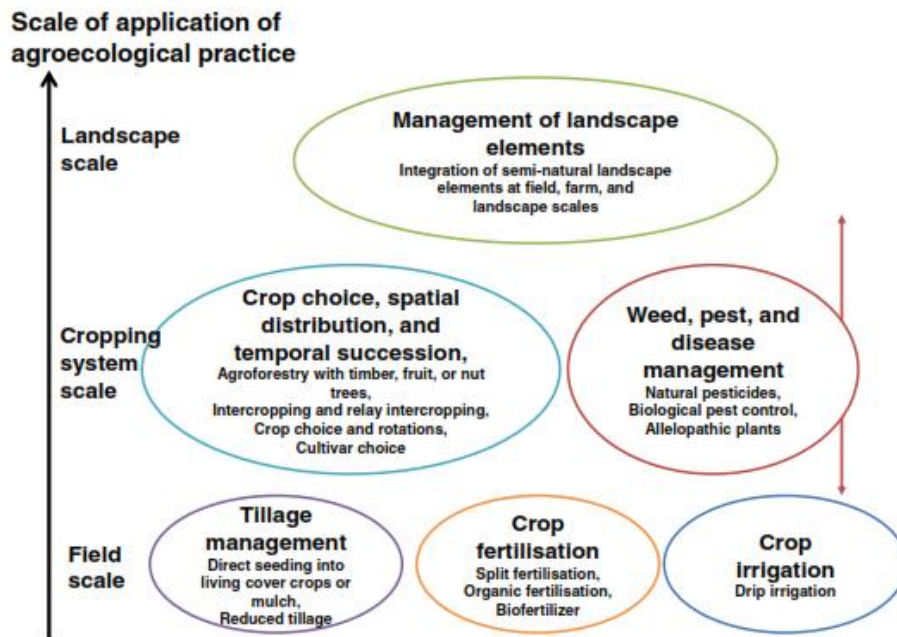 Scale of application of
agroecological practice
Landscape
scale
Management of landscape
elements
Integration of semi-natural landscape
elements at field, farm, and
landscape scales
Cropping
system
scale
Crop choice, spatial
distribution, and
temporal succession,
Agroforestry with timber, fruit, or nut
trees,
Intercropping and relay intercropping,
Crop choice and rotations,
Cultivar choice
Weed, pest, and
disease
management
Natural pesticides,
Biological pest control,
Allelopathic plants
Field
scale
Tillage
management
Direct seeding into
living cover crops or
mulch,
Reduced tillage
Crop
fertilisation
Split fertilisation,
Organic fertilisation,
Biofertilizer
Crop
irrigation
Drip irrigation